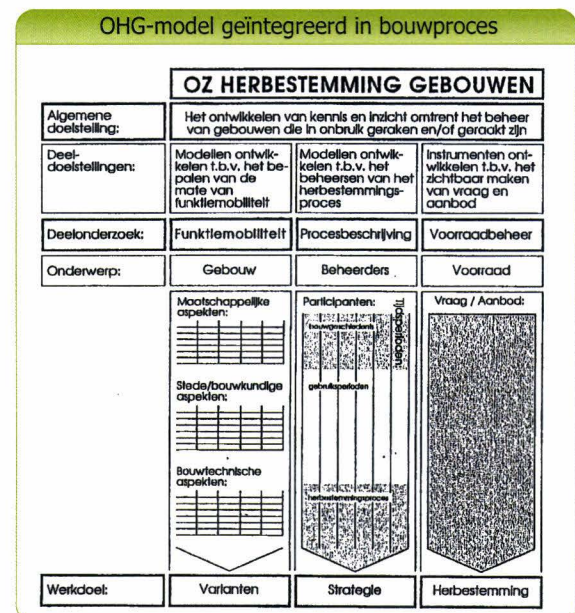 OHG-model geïntegreerd in bouwproces
OZ HERBESTEMMING GEBOUWEN
Algemene
doelstelling:
Het ontwikkelen van kennis en inzicht omtrent het beheer
van gebouwen die in onbruik geraken en/of geraakt zijn
Deel-
doelstellingen:
Modellen ontwik-
kelen t.b.v. het be-
palen van de
mate van
funktiemobiliteit
Modellen ontwik-
kelen t.b.v. het
beheersen van het
herbestemmings-
proces
Instrumenten ont-
wikkelen t.b.v. het
zichtbaar maken
van vraag en
aanbod
Deelonderzoek:
Funktiemobiliteit
Procesbeschrijving
Voorraadbeheer
Onderwerp:
Gebouw
Beheerders
Voorraad
Maatschappelijke
aspekten:
Stede/bouwkundige
aspekten:
Bouwtechnische
aspekten:
Participanten:
Tijdsperioden:
bouwgeschiedenis
gebruiksperioden
herbestemmingsproces
Vraag / Aanbod:
Werkdoel:
Varianten
Strategie
Herbestemming